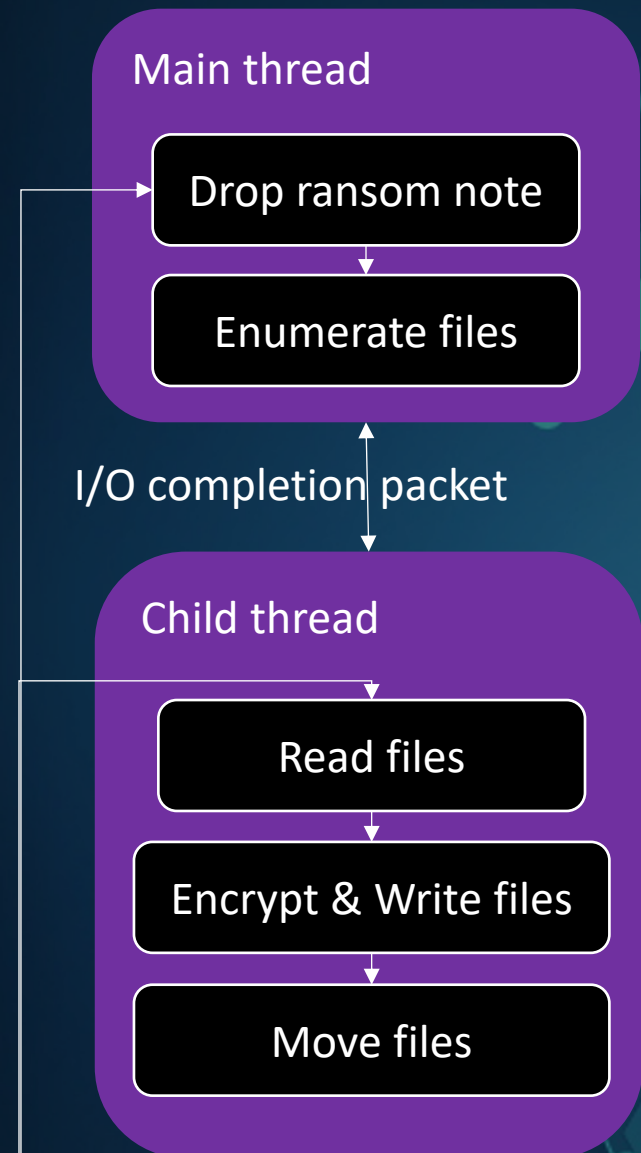 Main thread
Drop ransom note
Enumerate files
I/O completion packet
Child thread
Read files
Encrypt & Write files
Move files